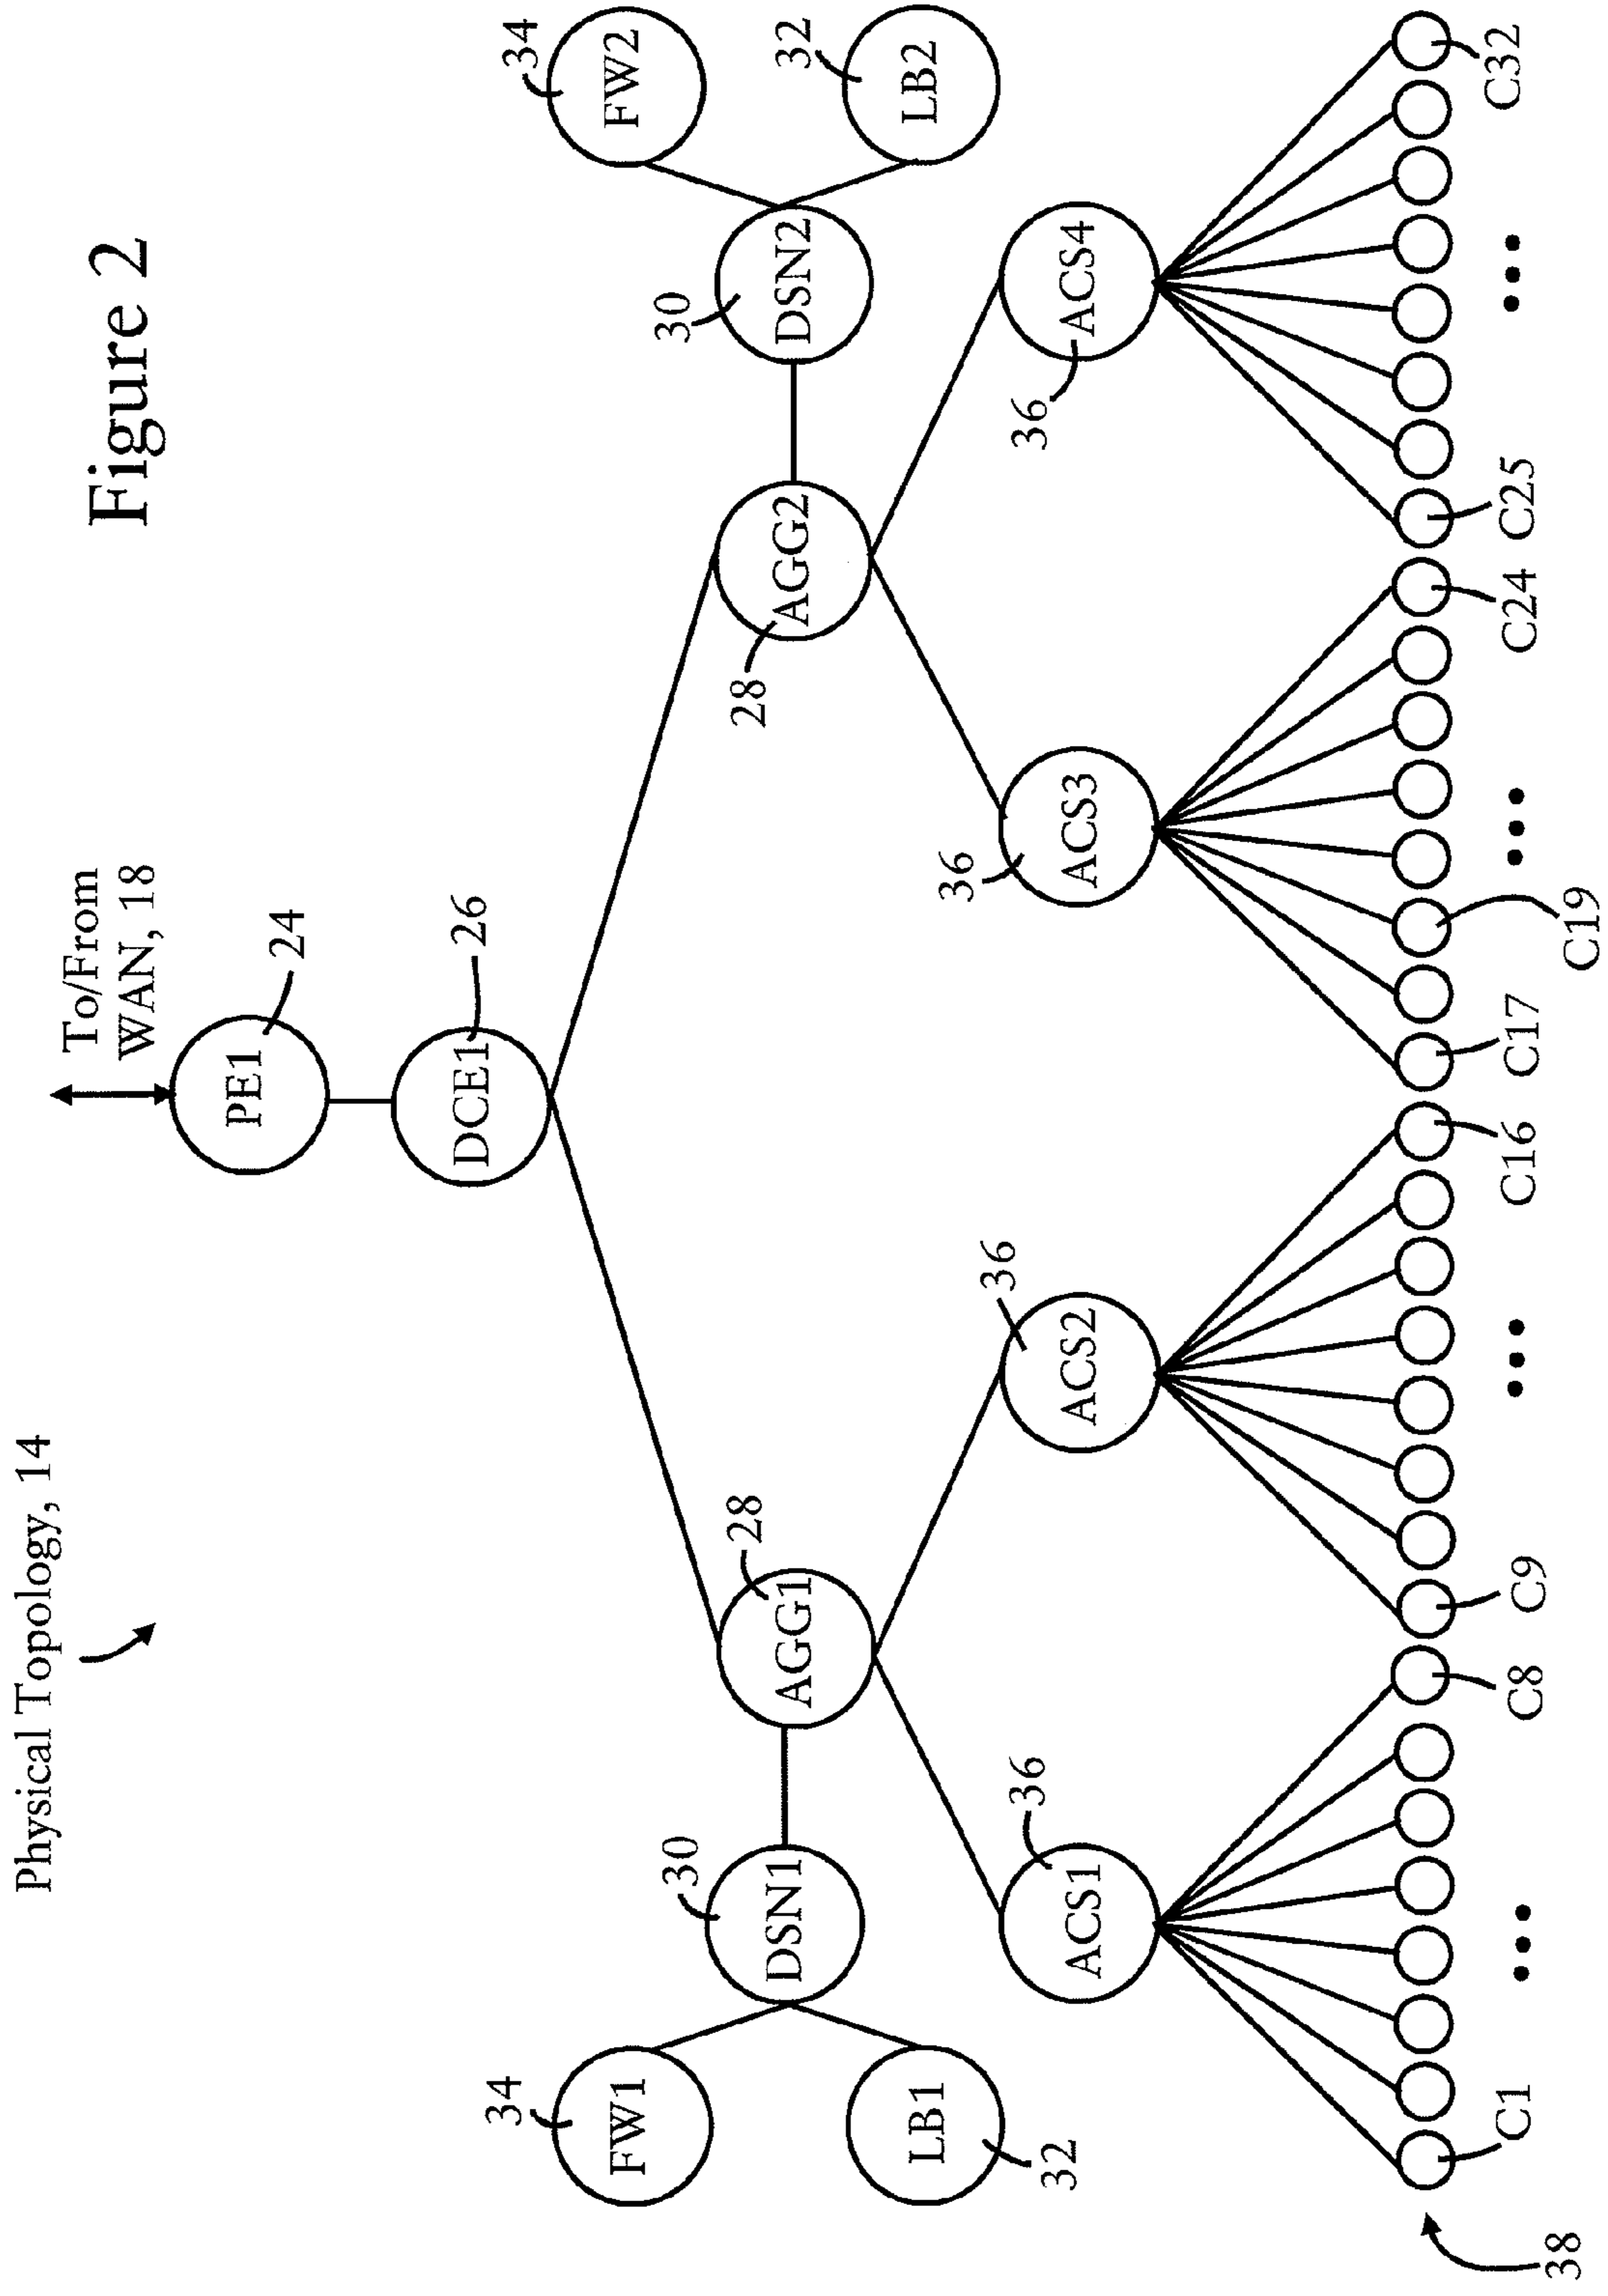 Physical Topology, 14
Figure 2
To/From
WAN, 18
PE1
24
DCE1
26
34
FW1
30
DSN1
28
AGG1
28
AGG2
30
DSN2
34
FW2
LB1
32
32
LB2
36
ACS1
36
ACS2
36
ACS3
36
ACS4
38
C1
...
C8
C9
...
C16
C17
C19
...
C24
C25
...
C32